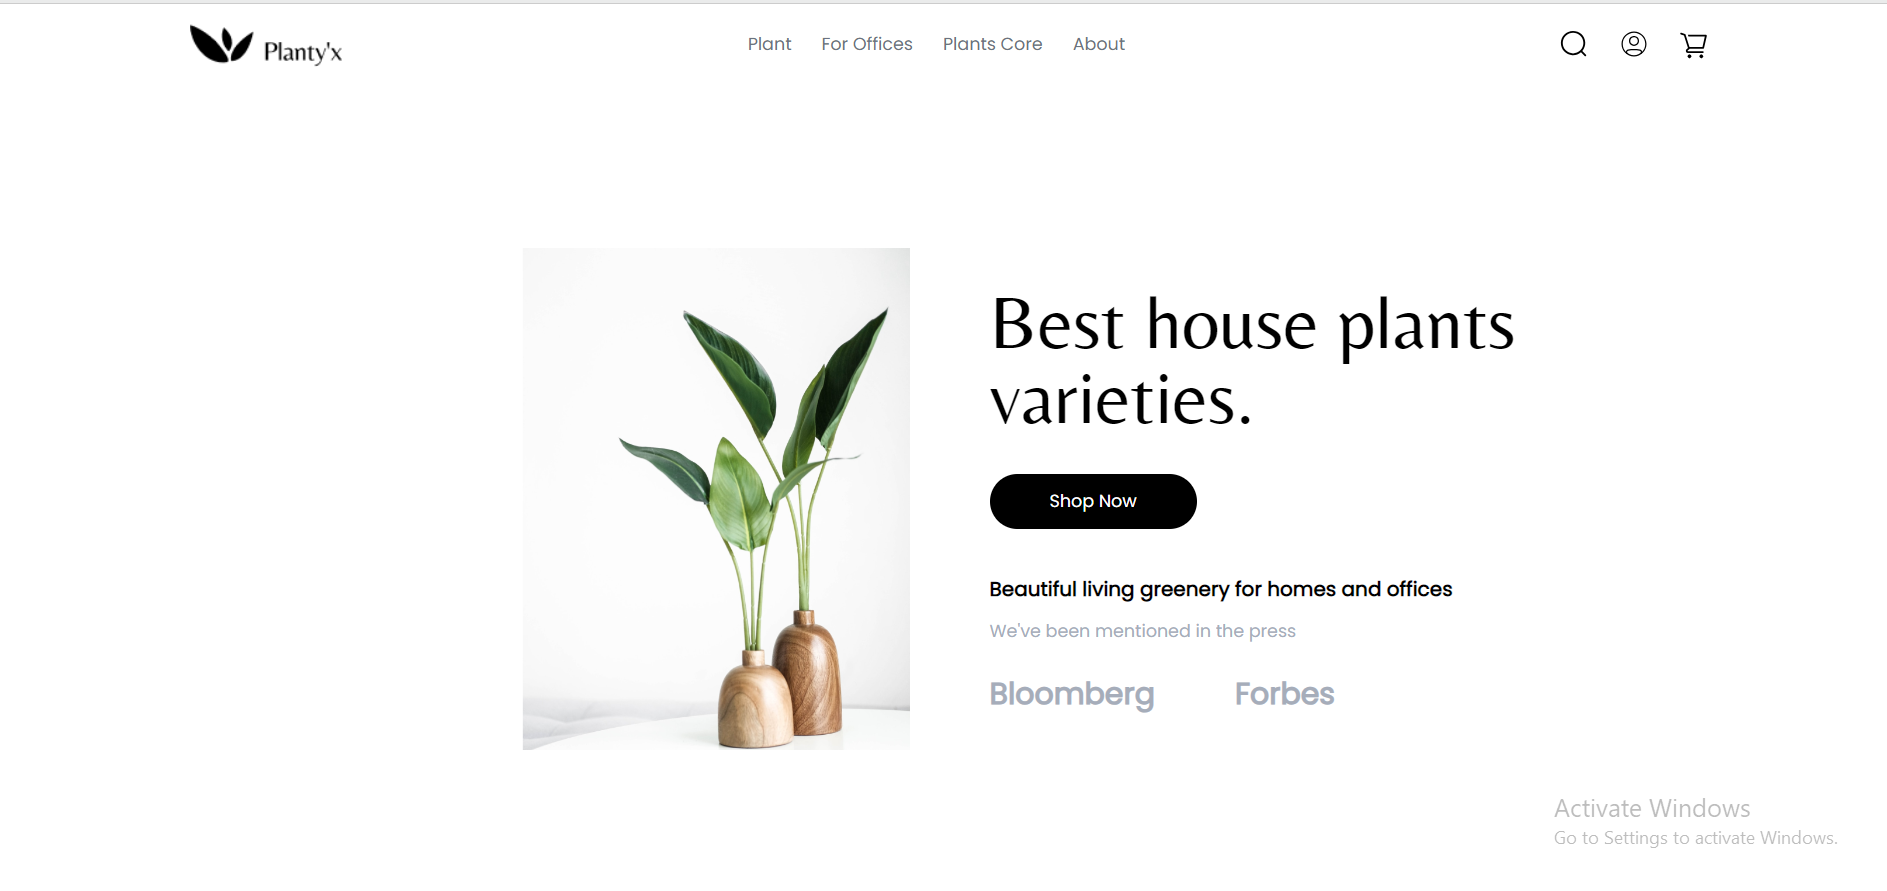 Planty'x
Plant For Offices Plants Core About
Best house plants
varieties.
Shop Now
Beautiful living greenery for homes and offices
We've been mentioned in the press
Bloomberg Forbes
Activate Windows
Go to Settings to activate Windows.